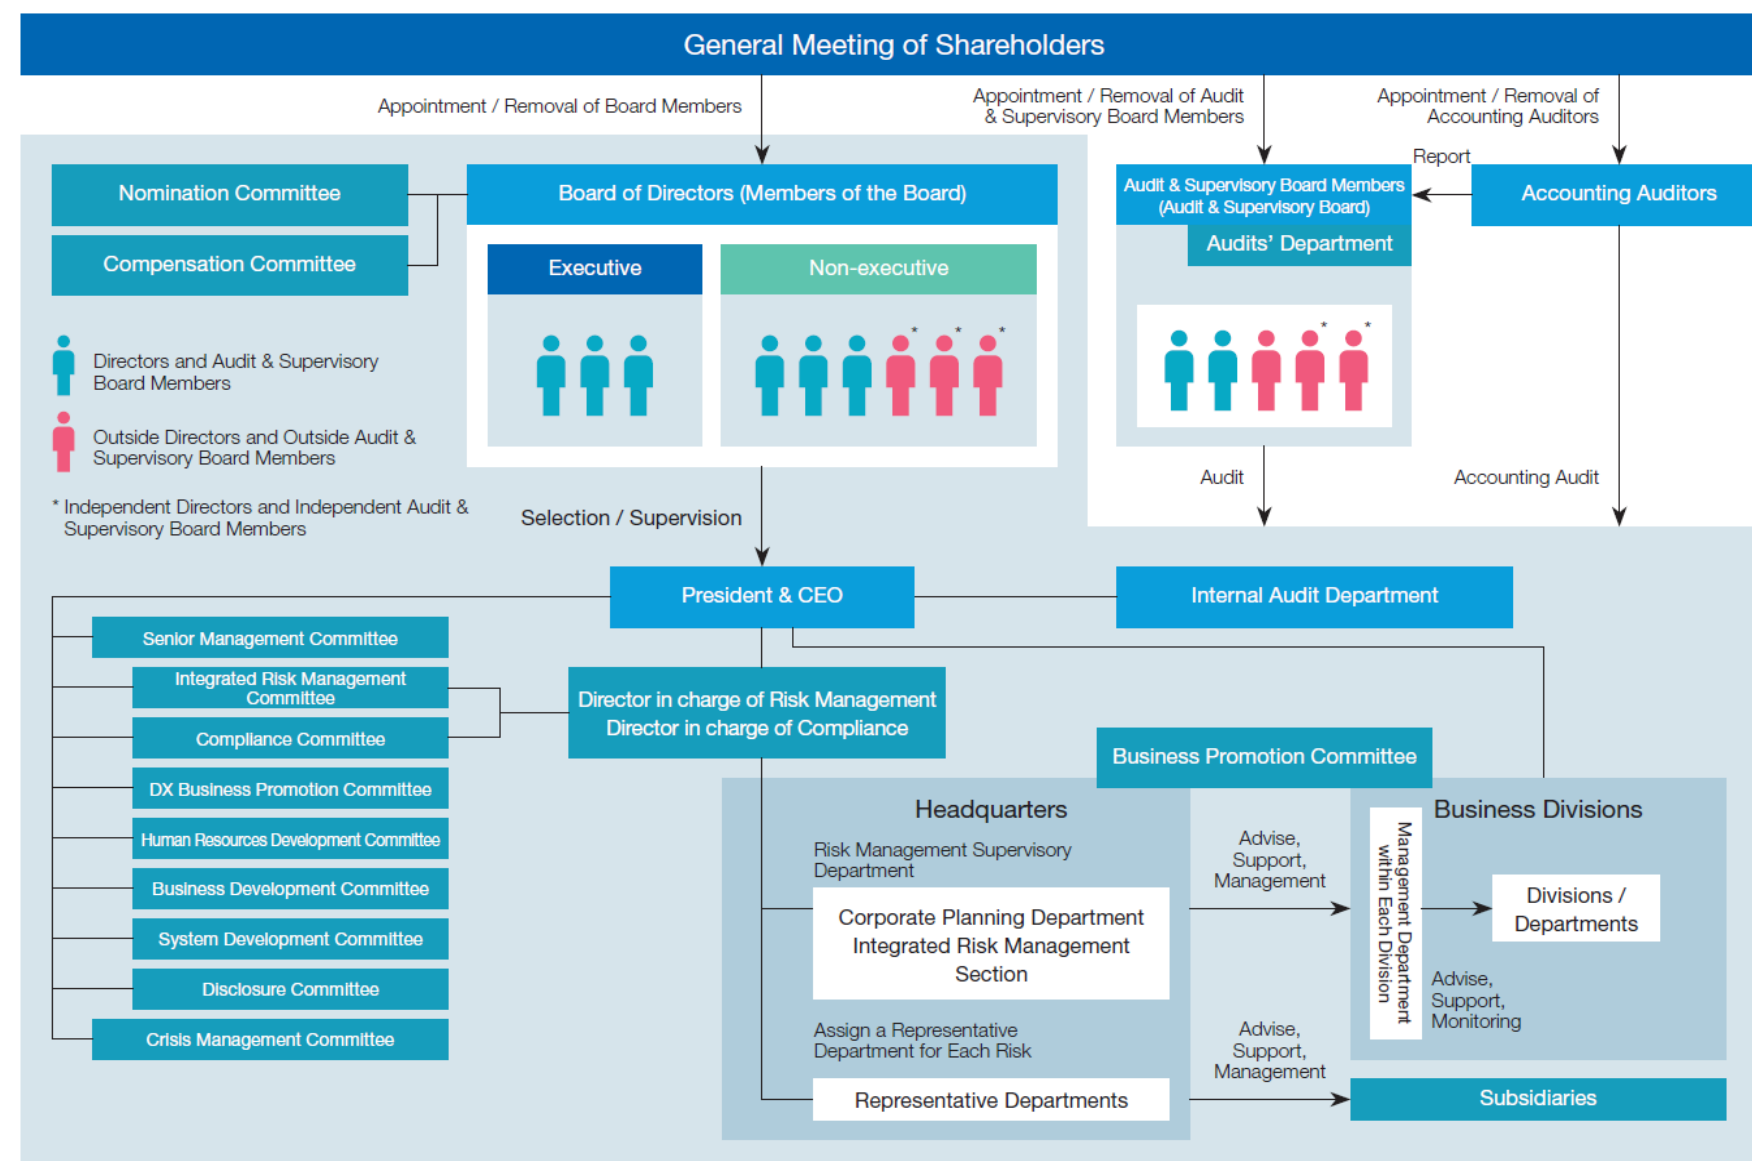 General Meeting of Shareholders
Appointment / Removal of Board Members
Appointment / Removal of Audit
& Supervisory Board Members
Appointment / Removal of
Accounting Auditors
Report
Nomination Committee
Compensation Committee
Board of Directors (Members of the Board)
Audit & Supervisory Board Members
(Audit & Supervisory Board)
Audits' Department
Accounting Auditors
Executive
Non-executive
* * *
* *
Directors and Audit & Supervisory
Board Members
Outside Directors and Outside Audit &
Supervisory Board Members
* Independent Directors and Independent Audit &
Supervisory Board Members
Selection / Supervision
Audit
Accounting Audit
President & CEO
Internal Audit Department
Senior Management Committee
Integrated Risk Management
Committee
Compliance Committee
DX Business Promotion Committee
Human Resources Development Committee
Business Development Committee
System Development Committee
Disclosure Committee
Crisis Management Committee
Director in charge of Risk Management
Director in charge of Compliance
Business Promotion Committee
Headquarters
Risk Management Supervisory
Department
Corporate Planning Department
Integrated Risk Management
Section
Assign a Representative
Department for Each Risk
Representative Departments
Advise,
Support,
Management
Advise,
Support,
Management
Business Divisions
Management Department
within Each Division
Divisions /
Departments
Advise,
Support,
Monitoring
Subsidiaries